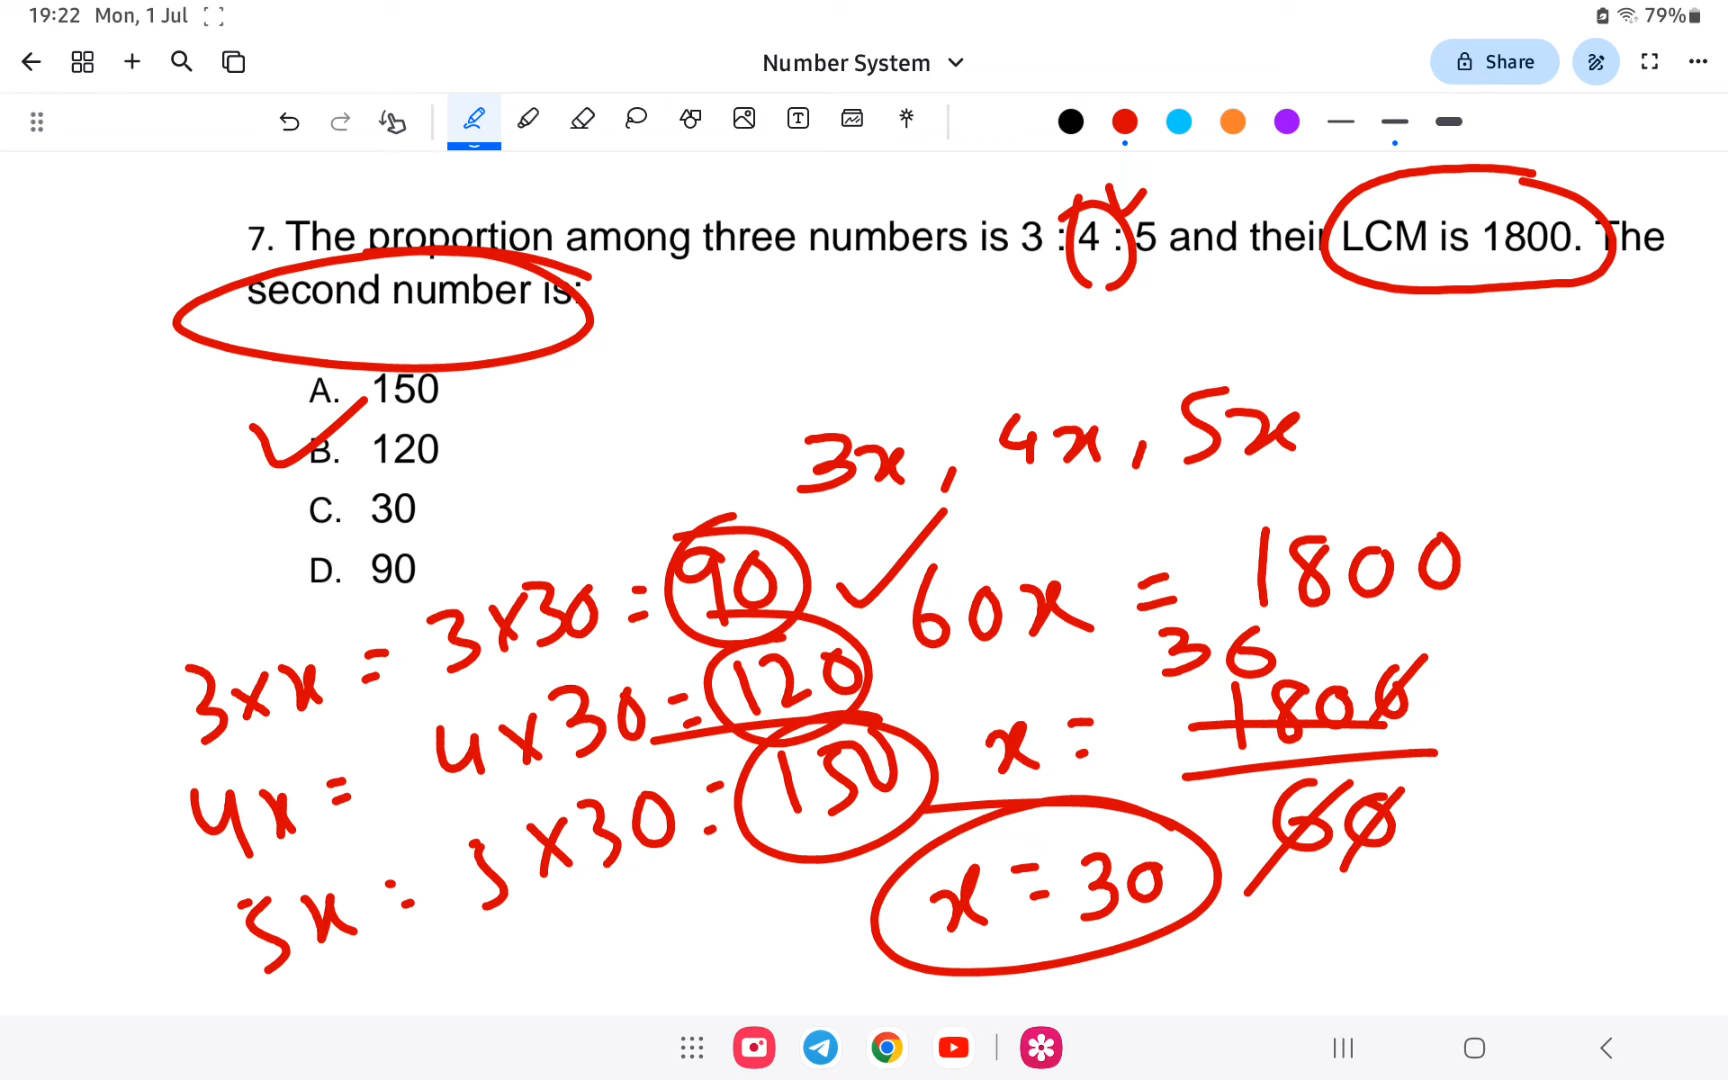 19:22 Mon, 1 Jul
79%
Number System
Share
7. The proportion among three numbers is 3 : 4 : 5 and their LCM is 1800. The
second number is:
A. 150
B. 120
C. 30
D. 90
3x, 4x, 5x
60x = 1800
36
x = 1800
60
x = 30
3 x x = 3 x 30 = 90
4x = 4 x 30 = 120
5x = 5 x 30 = 150